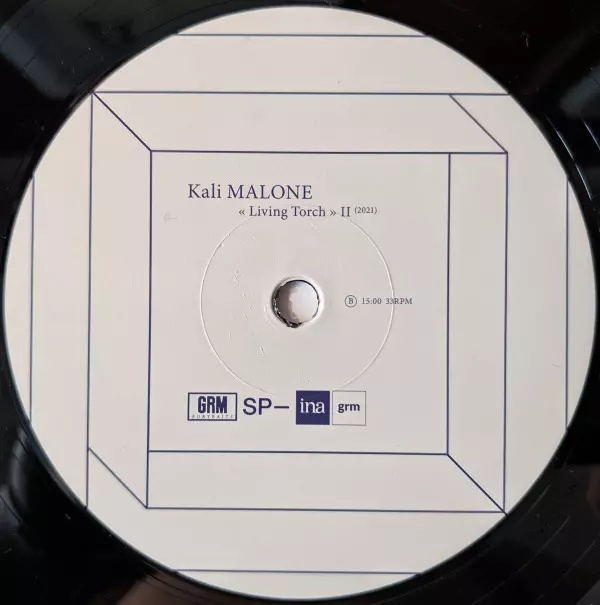 Kali MALONE
« Living Torch » II (2021)
B 15:00 33RPM
GRM PORTRAITS SP– ina grm